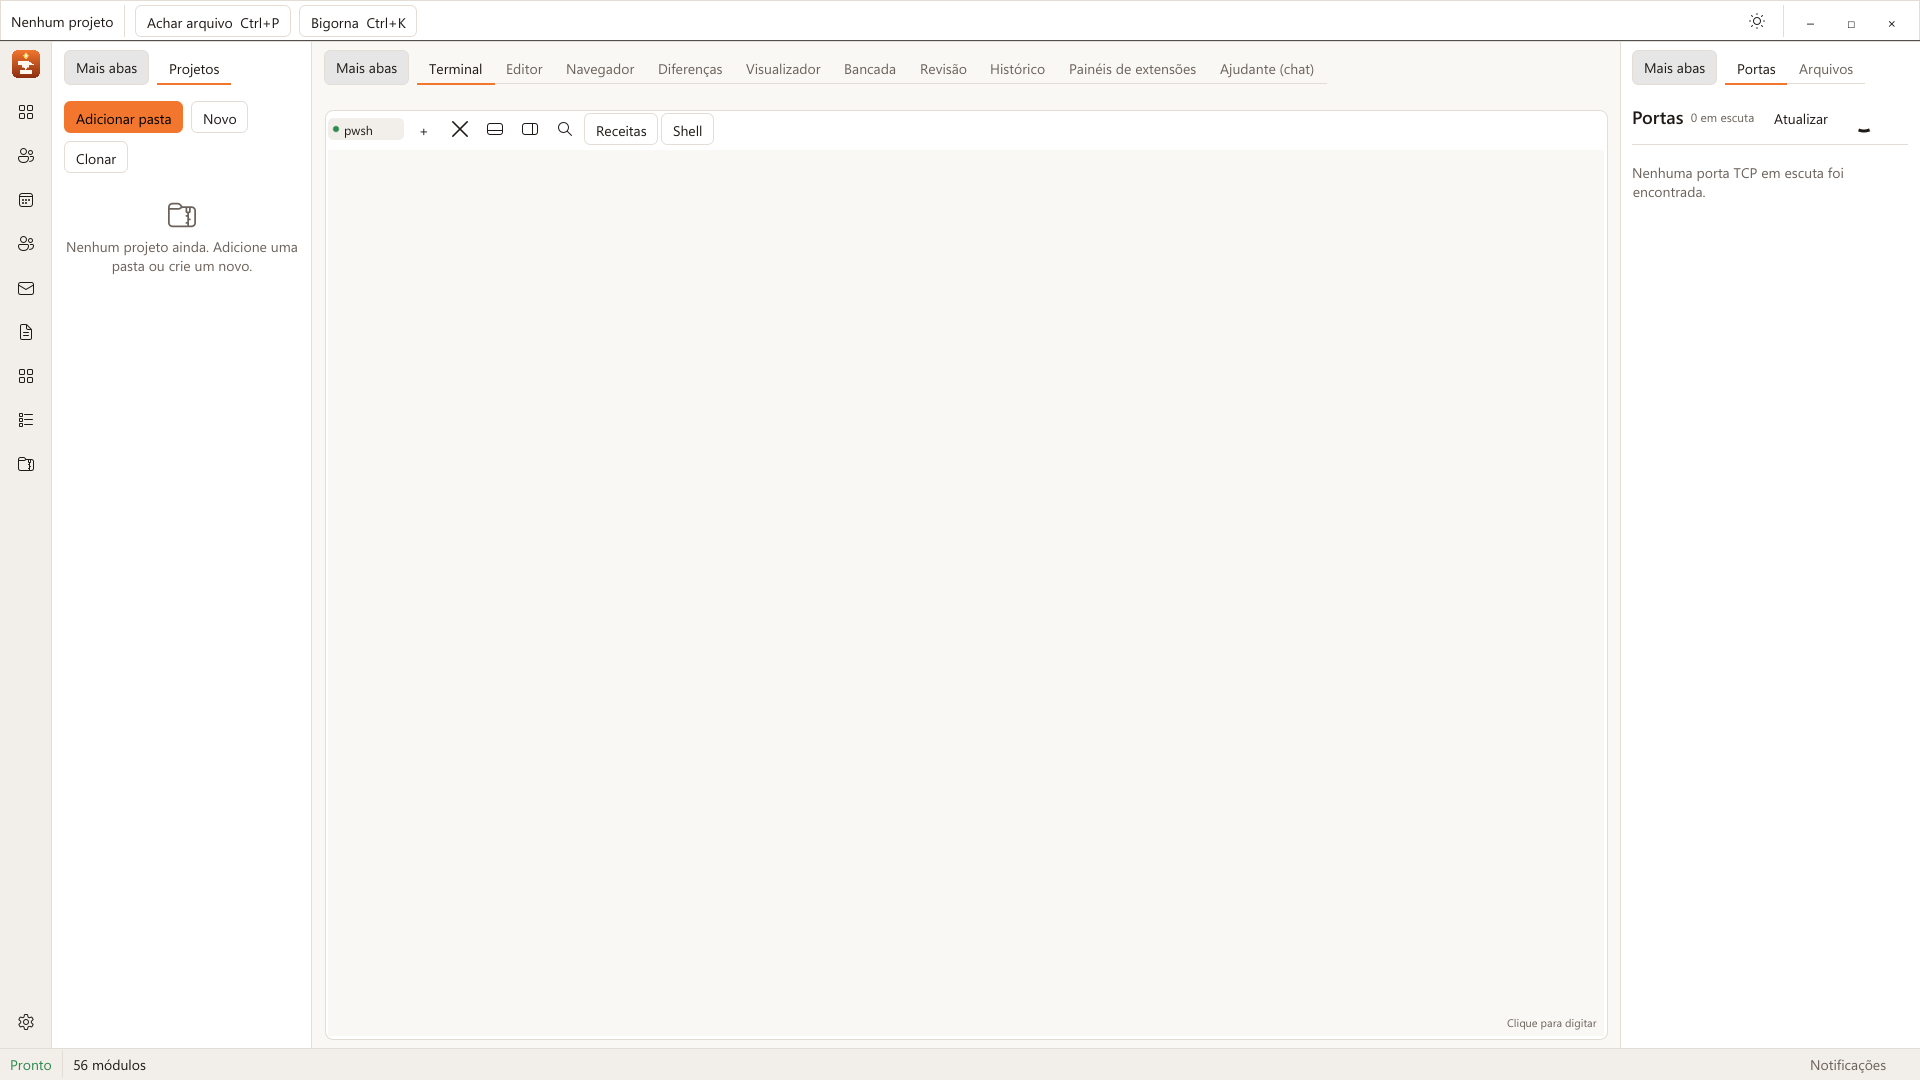 Nenhum projeto
Achar arquivo Ctrl+P
Bigorna Ctrl+K
Mais abas
Projetos
Adicionar pasta
Novo
Clonar
Nenhum projeto ainda. Adicione uma
pasta ou crie um novo.
Mais abas
Terminal
Editor
Navegador
Diferenças
Visualizador
Bancada
Revisão
Histórico
Painéis de extensões
Ajudante (chat)
pwsh
+
Receitas
Shell
Clique para digitar
Mais abas
Portas
Arquivos
Portas
0 em escuta
Atualizar
Nenhuma porta TCP em escuta foi
encontrada.
Pronto
56 módulos
Notificações